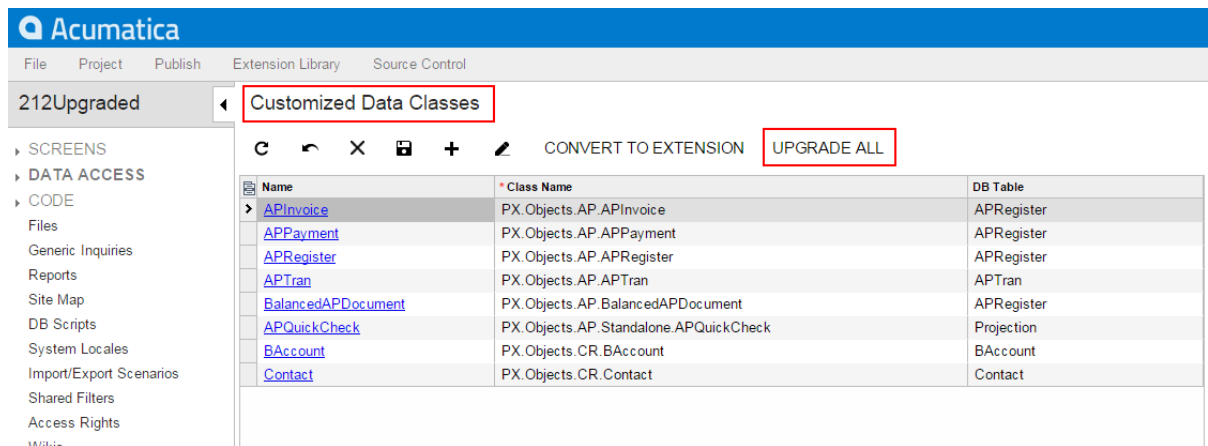 Acumatica
File Project Publish Extension Library Source Control
212Upgraded Customized Data Classes
SCREENS
DATA ACCESS
CODE
Files
Generic Inquiries
Reports
Site Map
DB Scripts
System Locales
Import/Export Scenarios
Shared Filters
Access Rights
Wikis
CONVERT TO EXTENSION UPGRADE ALL
Name * Class Name DB Table
APInvoice PX.Objects.AP.APInvoice APRegister
APPayment PX.Objects.AP.APPayment APRegister
APRegister PX.Objects.AP.APRegister APRegister
APTran PX.Objects.AP.APTran APTran
BalancedAPDocument PX.Objects.AP.BalancedAPDocument APRegister
APQuickCheck PX.Objects.AP.Standalone.APQuickCheck Projection
BAccount PX.Objects.CR.BAccount BAccount
Contact PX.Objects.CR.Contact Contact